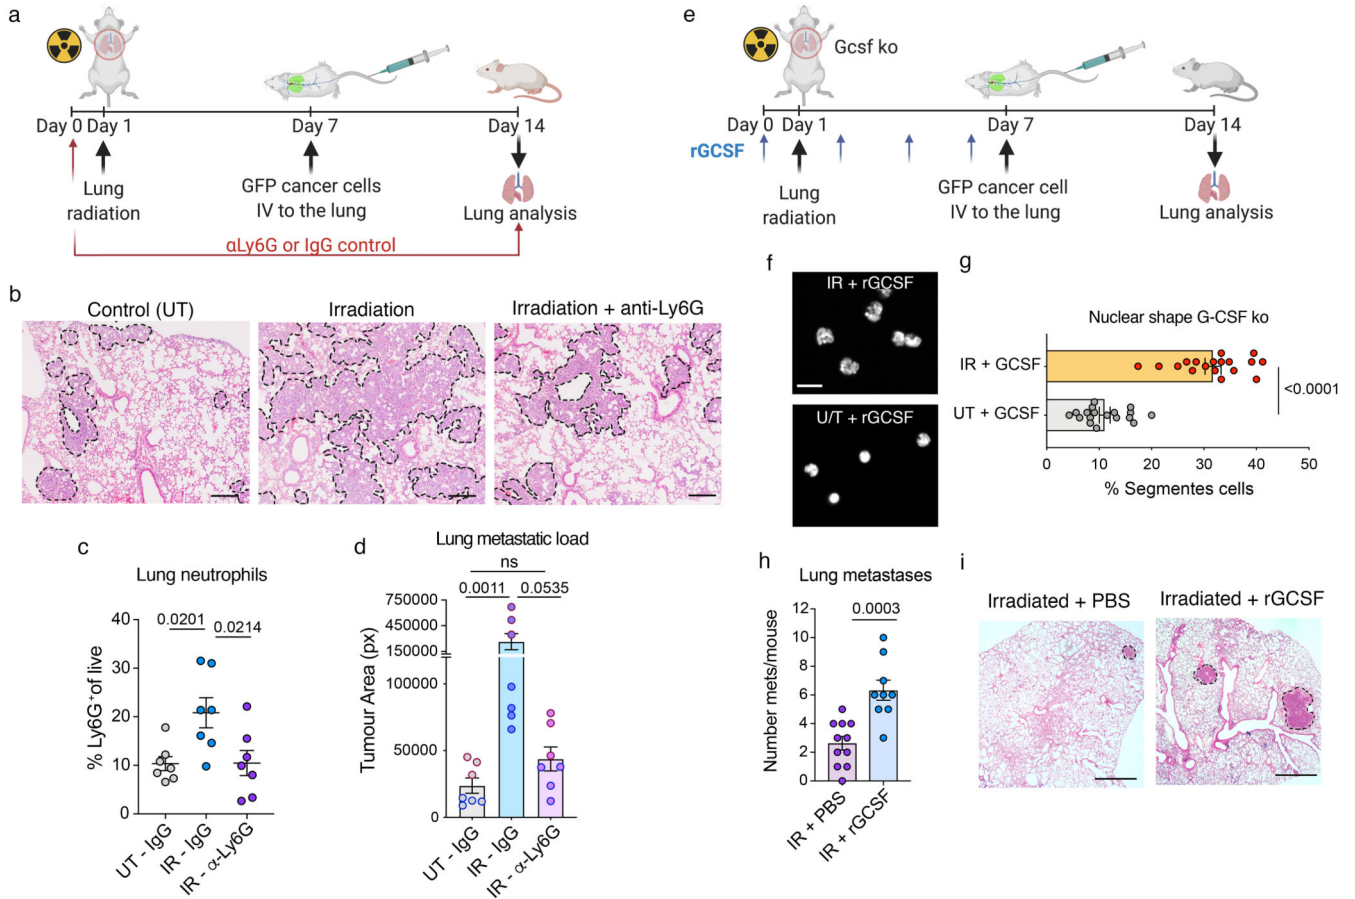 a
Day 0 Day 1
Day 7
Day 14
Lung
radiation
GFP cancer cells
IV to the lung
Lung analysis
αLy6G or IgG control
e
Gcsf ko
Day 0 Day 1
Day 7
Day 14
rGCSF
Lung
radiation
GFP cancer cell
IV to the lung
Lung analysis
b
Control (UT)
Irradiation
Irradiation + anti-Ly6G
f
IR + rGCSF
U/T + rGCSF
g
Nuclear shape G-CSF ko
IR + GCSF
UT + GCSF
<0.0001
0 10 20 30 40 50
% Segmentes cells
c
Lung neutrophils
0.0201
0.0214
% Ly6G⁺of live
40
30
20
10
0
UT - IgG
IR - IgG
IR - α-Ly6G
d
Lung metastatic load
ns
0.0011
0.0535
Tumour Area (px)
750000
450000
150000
100000
50000
0
UT - IgG
IR - IgG
IR - α-Ly6G
h
Lung metastases
0.0003
Number mets/mouse
12
10
8
6
4
2
0
IR + PBS
IR + rGCSF
i
Irradiated + PBS
Irradiated + rGCSF